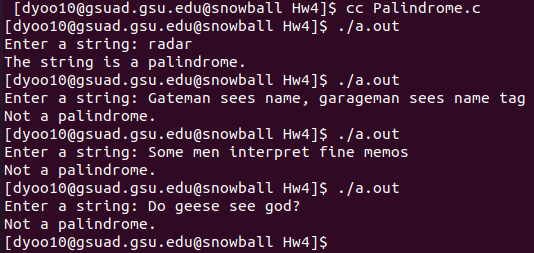 [dyoo10@gsuad.gsu.edu@snowball Hw4]$ cc Palindrome.c
[dyoo10@gsuad.gsu.edu@snowball Hw4]$ ./a.out
Enter a string: radar
The string is a palindrome.
[dyoo10@gsuad.gsu.edu@snowball Hw4]$ ./a.out
Enter a string: Gateman sees name, garageman sees name tag
Not a palindrome.
[dyoo10@gsuad.gsu.edu@snowball Hw4]$ ./a.out
Enter a string: Some men interpret fine memos
Not a palindrome.
[dyoo10@gsuad.gsu.edu@snowball Hw4]$ ./a.out
Enter a string: Do geese see god?
Not a palindrome.
[dyoo10@gsuad.gsu.edu@snowball Hw4]$